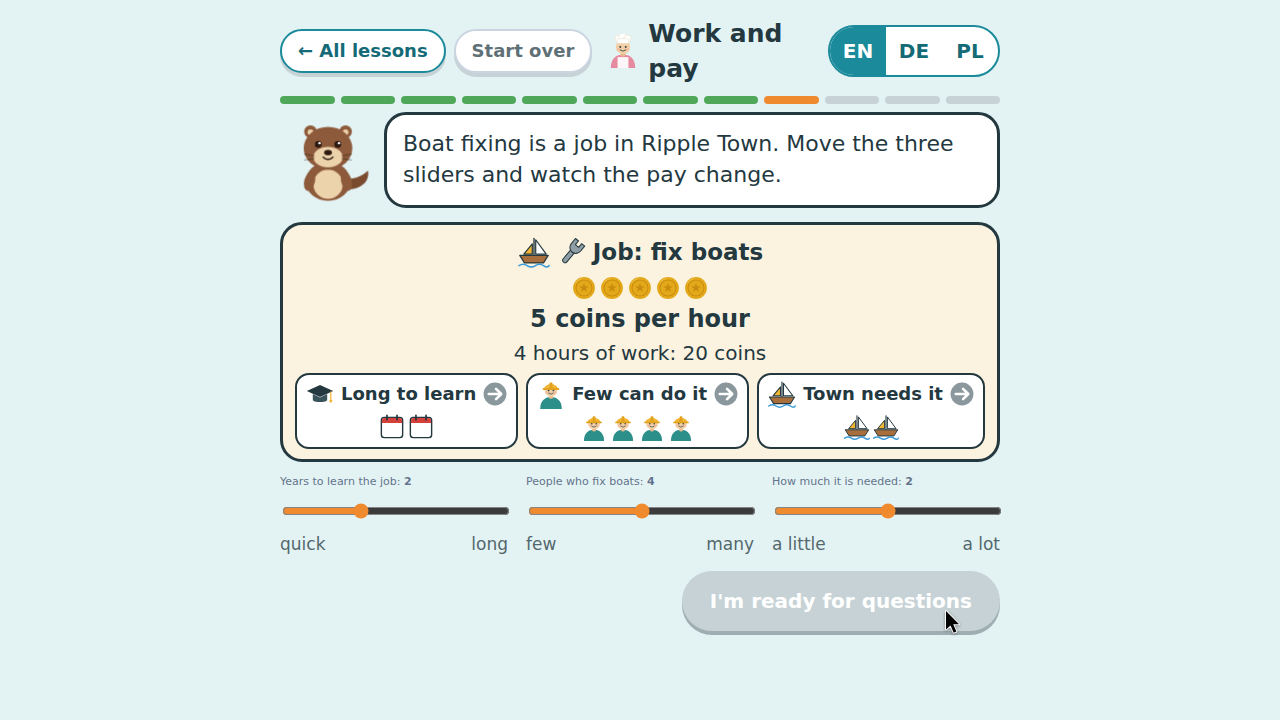 ← All lessons
Start over
Work and
pay
EN DE PL
Boat fixing is a job in Ripple Town. Move the three
sliders and watch the pay change.
Job: fix boats
5 coins per hour
4 hours of work: 20 coins
Long to learn
Few can do it
Town needs it
Years to learn the job: 2
People who fix boats: 4
How much it is needed: 2
quick long
few many
a little a lot
I'm ready for questions